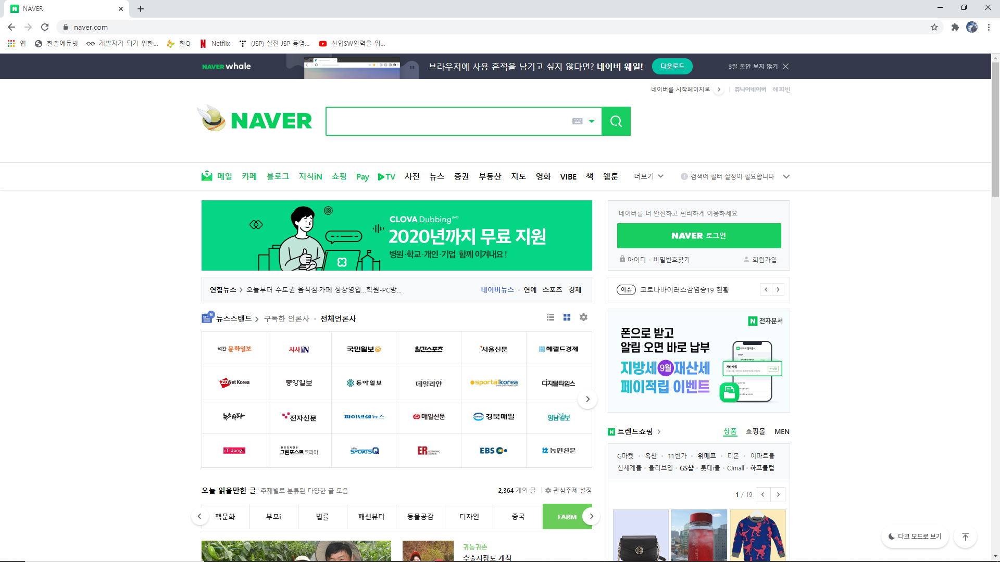 NAVER
naver.com
앱
한솔에듀넷
개발자가 되기 위한...
한Q
Netflix
(JSP) 실전 JSP 동영...
신입SW인력을 위...
NAVER whale
브라우저에 사용 흔적을 남기고 싶지 않다면? 네이버 웨일!
다운로드
3일 동안 보지 않기
네이버를 시작페이지로
쥬니어네이버
해피빈
NAVER
메일 카페 블로그 지식iN 쇼핑 Pay TV 사전 뉴스 증권 부동산 지도 영화 VIBE 책 웹툰 더보기
검색어 필터 설정이 필요합니다
CLOVA Dubbing Beta
2020년까지 무료 지원
병원·학교·개인·기업 함께 이겨내요!
네이버를 더 안전하고 편리하게 이용하세요
NAVER 로그인
아이디 · 비밀번호찾기
회원가입
연합뉴스 > 오늘부터 수도권 음식점·카페 정상영업...학원-PC방...
네이버뉴스 · 연예 스포츠 경제
이슈 코로나바이러스감염증19 현황
뉴스스탠드 > 구독한 언론사 · 전체언론사
석간 문화일보 시사IN 국민일보 일간스포츠 서울신문 헤럴드경제
ZDNet Korea 중앙일보 동아일보 데일리안 sportalkorea 디지털타임스
뉴스타파 전자신문 파이낸셜뉴스 매일신문 경북매일 영남일보
IT dongA 환경경제신문 그린포스트코리아 SPORTSQ ER ECONOMIC REVIEW EBS 농민신문
N 전자문서
폰으로 받고
알림 오면 바로 납부
지방세 9월 재산세
페이적립 이벤트
트렌드쇼핑 >
상품 쇼핑몰 MEN
G마켓 · 옥션 · 11번가 · 위메프 · 티몬 · 이마트몰
신세계몰 · 올리브영 · GS샵 · 롯데i몰 · CJmall · 하프클럽
1 / 19
오늘 읽을만한 글 주제별로 분류된 다양한 글 모음
2,364 개의 글
관심주제 설정
책문화 부모i 법률 패션뷰티 동물공감 디자인 중국 FARM
귀농귀촌
수출시장도 개척
다크 모드로 보기